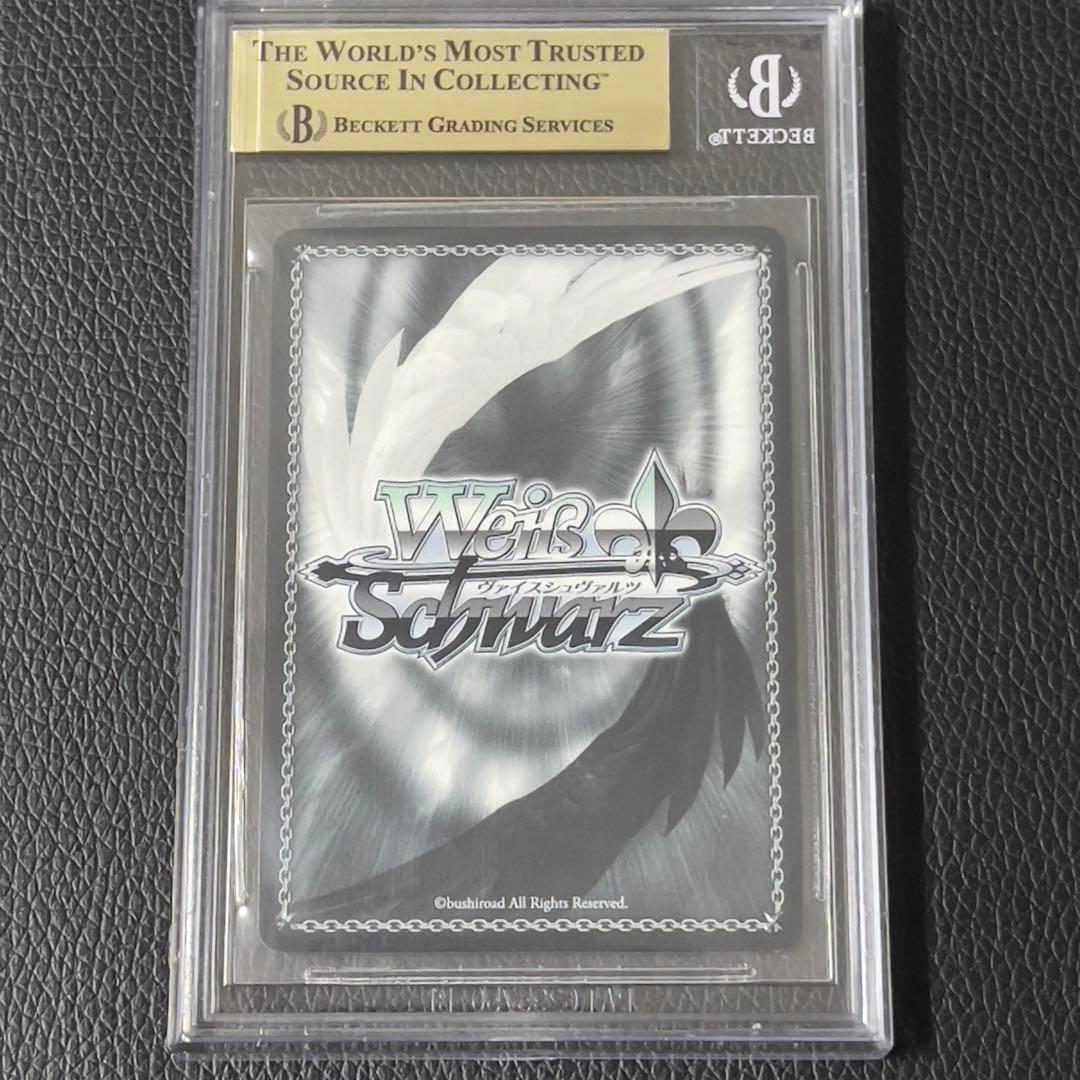 THE WORLD'S MOST TRUSTED
SOURCE IN COLLECTING™
B BECKETT GRADING SERVICES
B
BECKETT®
Weiß
ヴァイスシュヴァルツ
Schwarz
©bushiroad All Rights Reserved.